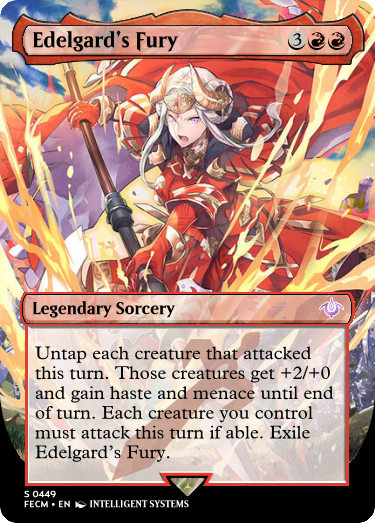 Edelgard's Fury 3
Legendary Sorcery
Untap each creature that attacked
this turn. Those creatures get +2/+0
and gain haste and menace until end
of turn. Each creature you control
must attack this turn if able. Exile
Edelgard's Fury.
S 0449
FECM • EN INTELLIGENT SYSTEMS